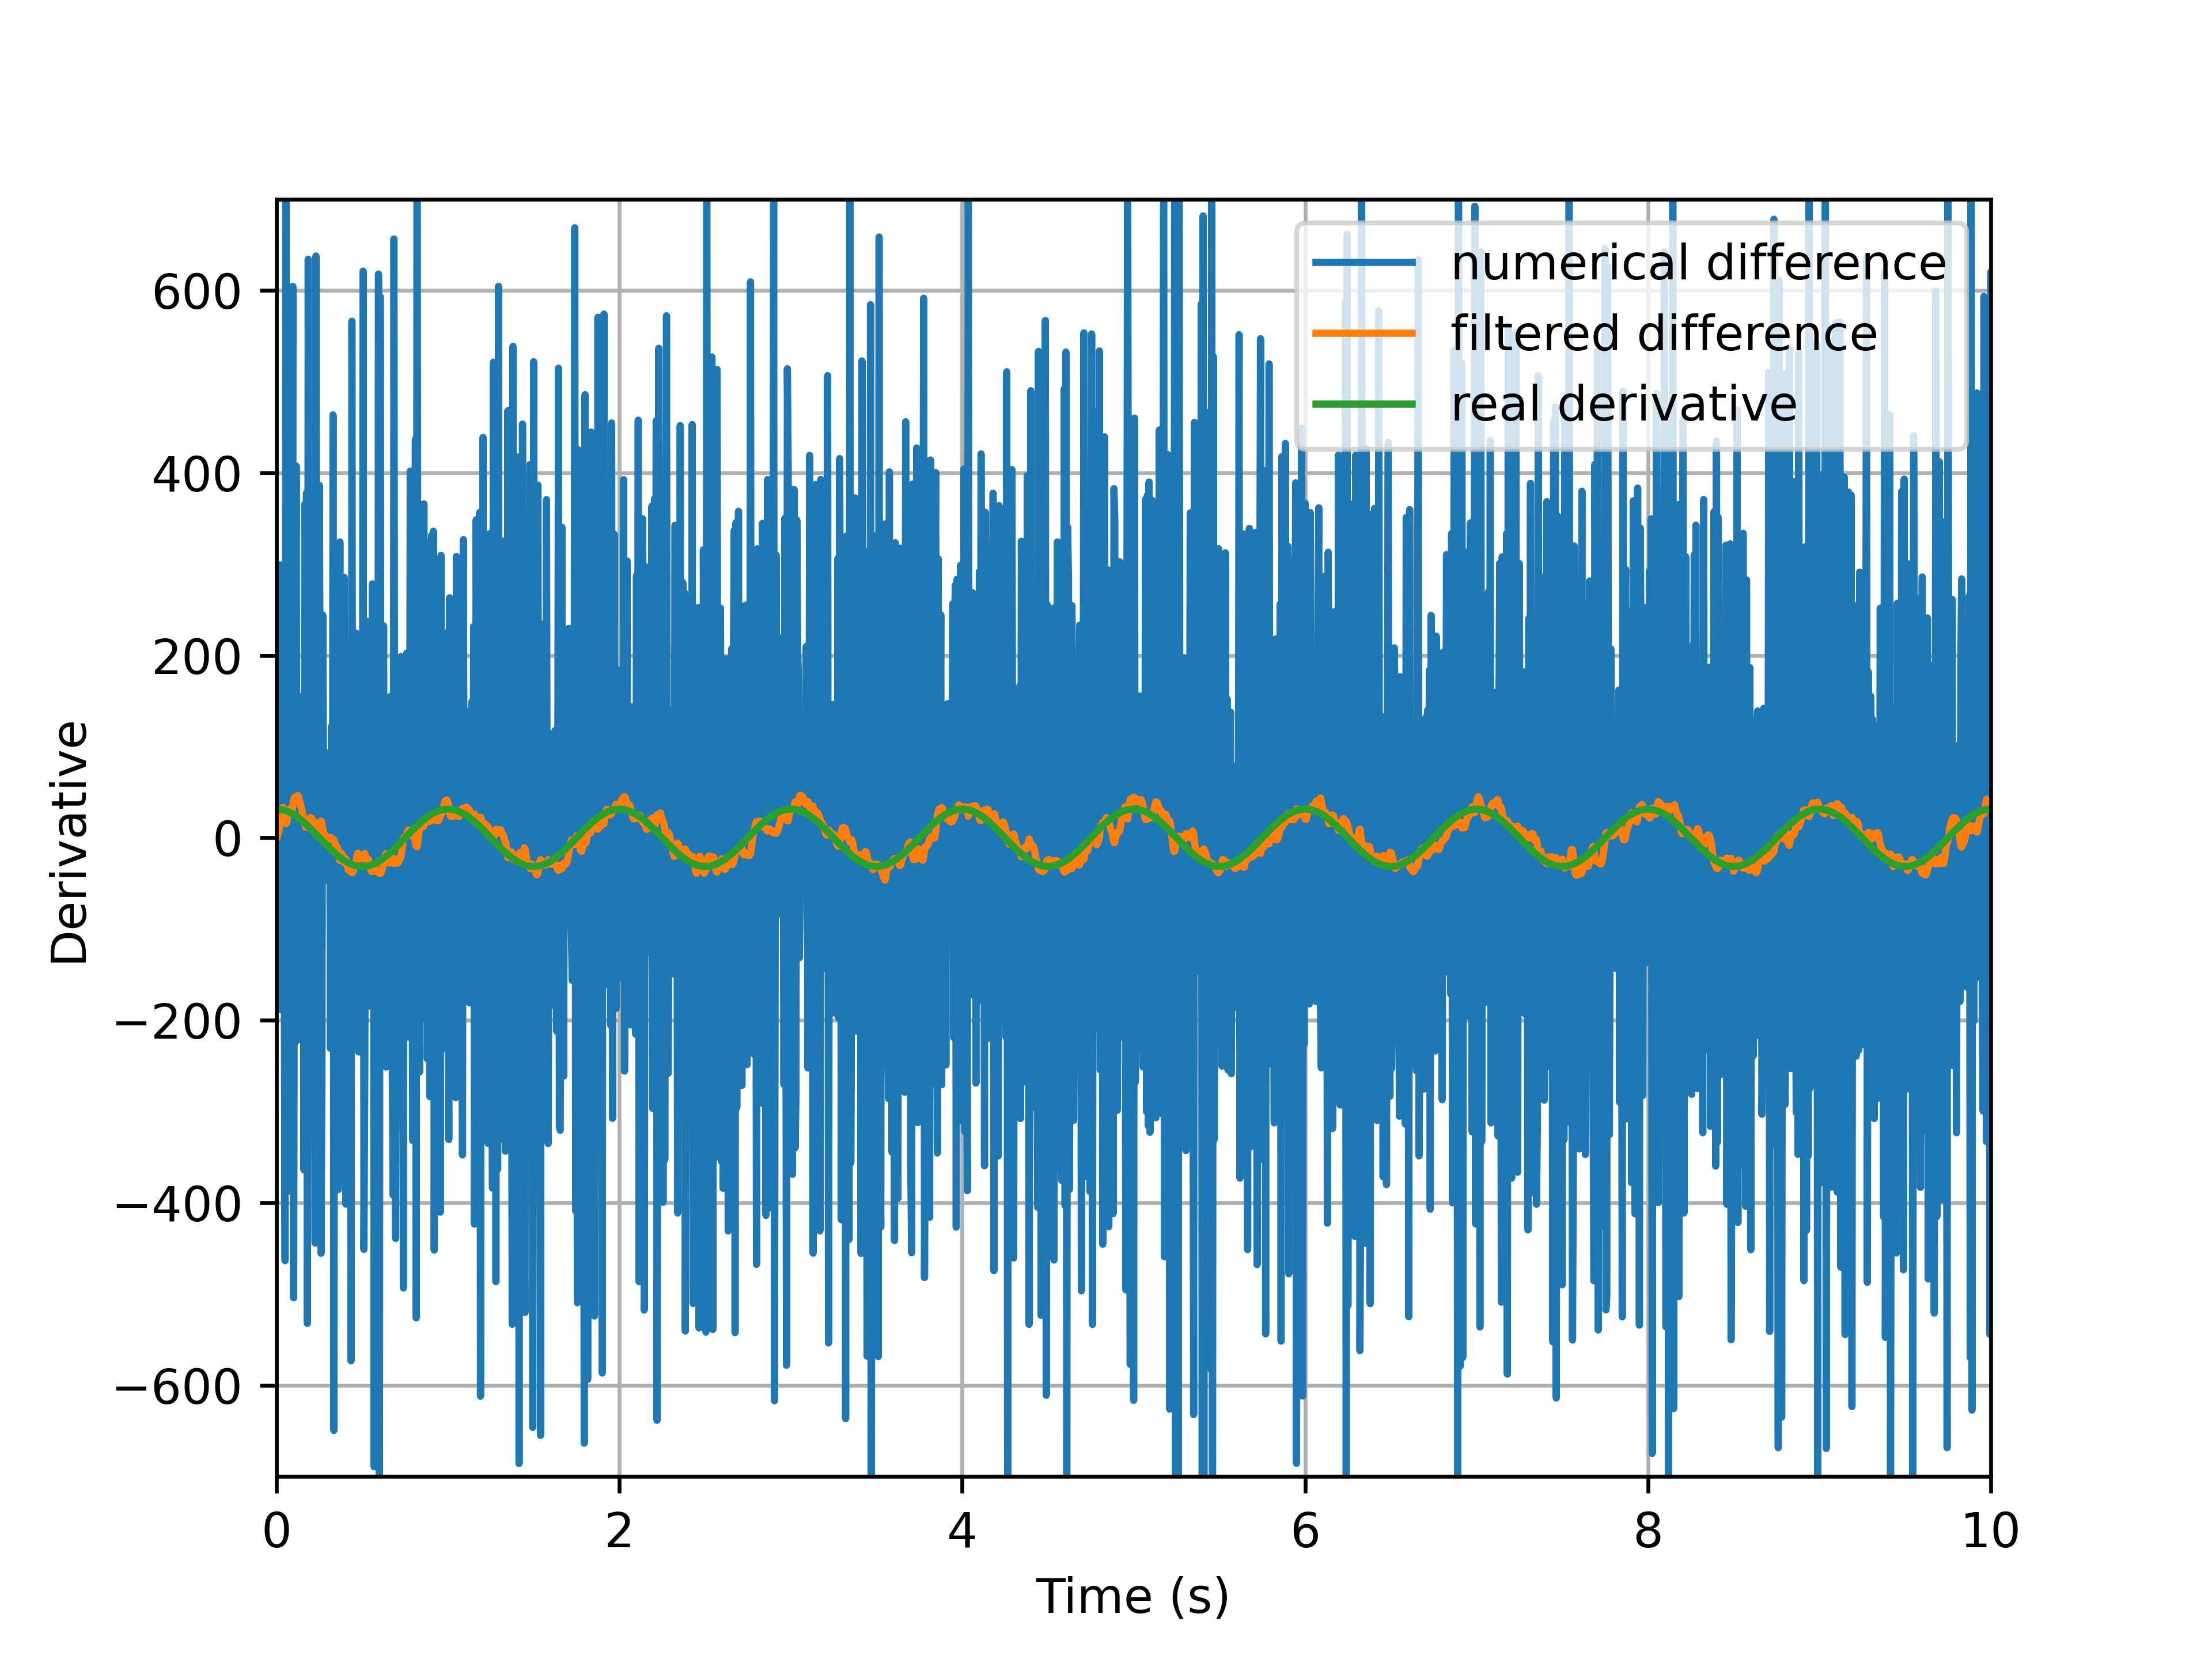 numerical difference
filtered difference
real derivative
600
400
200
0
−200
−400
−600
Derivative
0 2 4 6 8 10
Time (s)